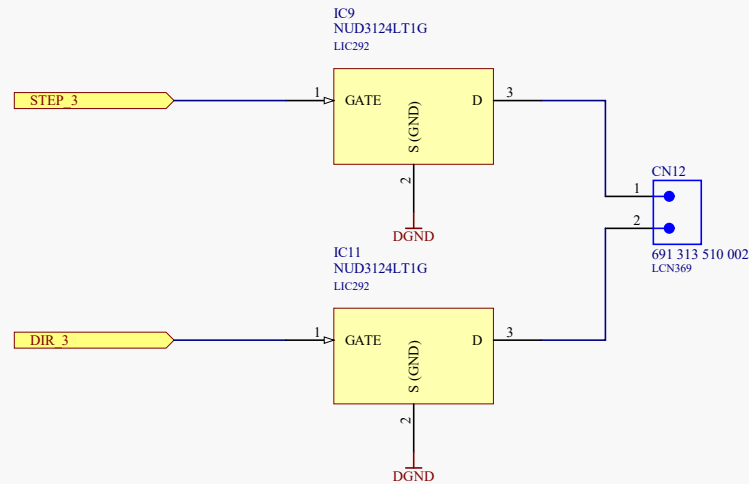 IC9
NUD3124LT1G
LIC292
STEP_3
1
GATE
D
3
S (GND)
2
DGND
CN12
1
2
691 313 510 002
LCN369
IC11
NUD3124LT1G
LIC292
DIR_3
1
GATE
D
3
S (GND)
2
DGND